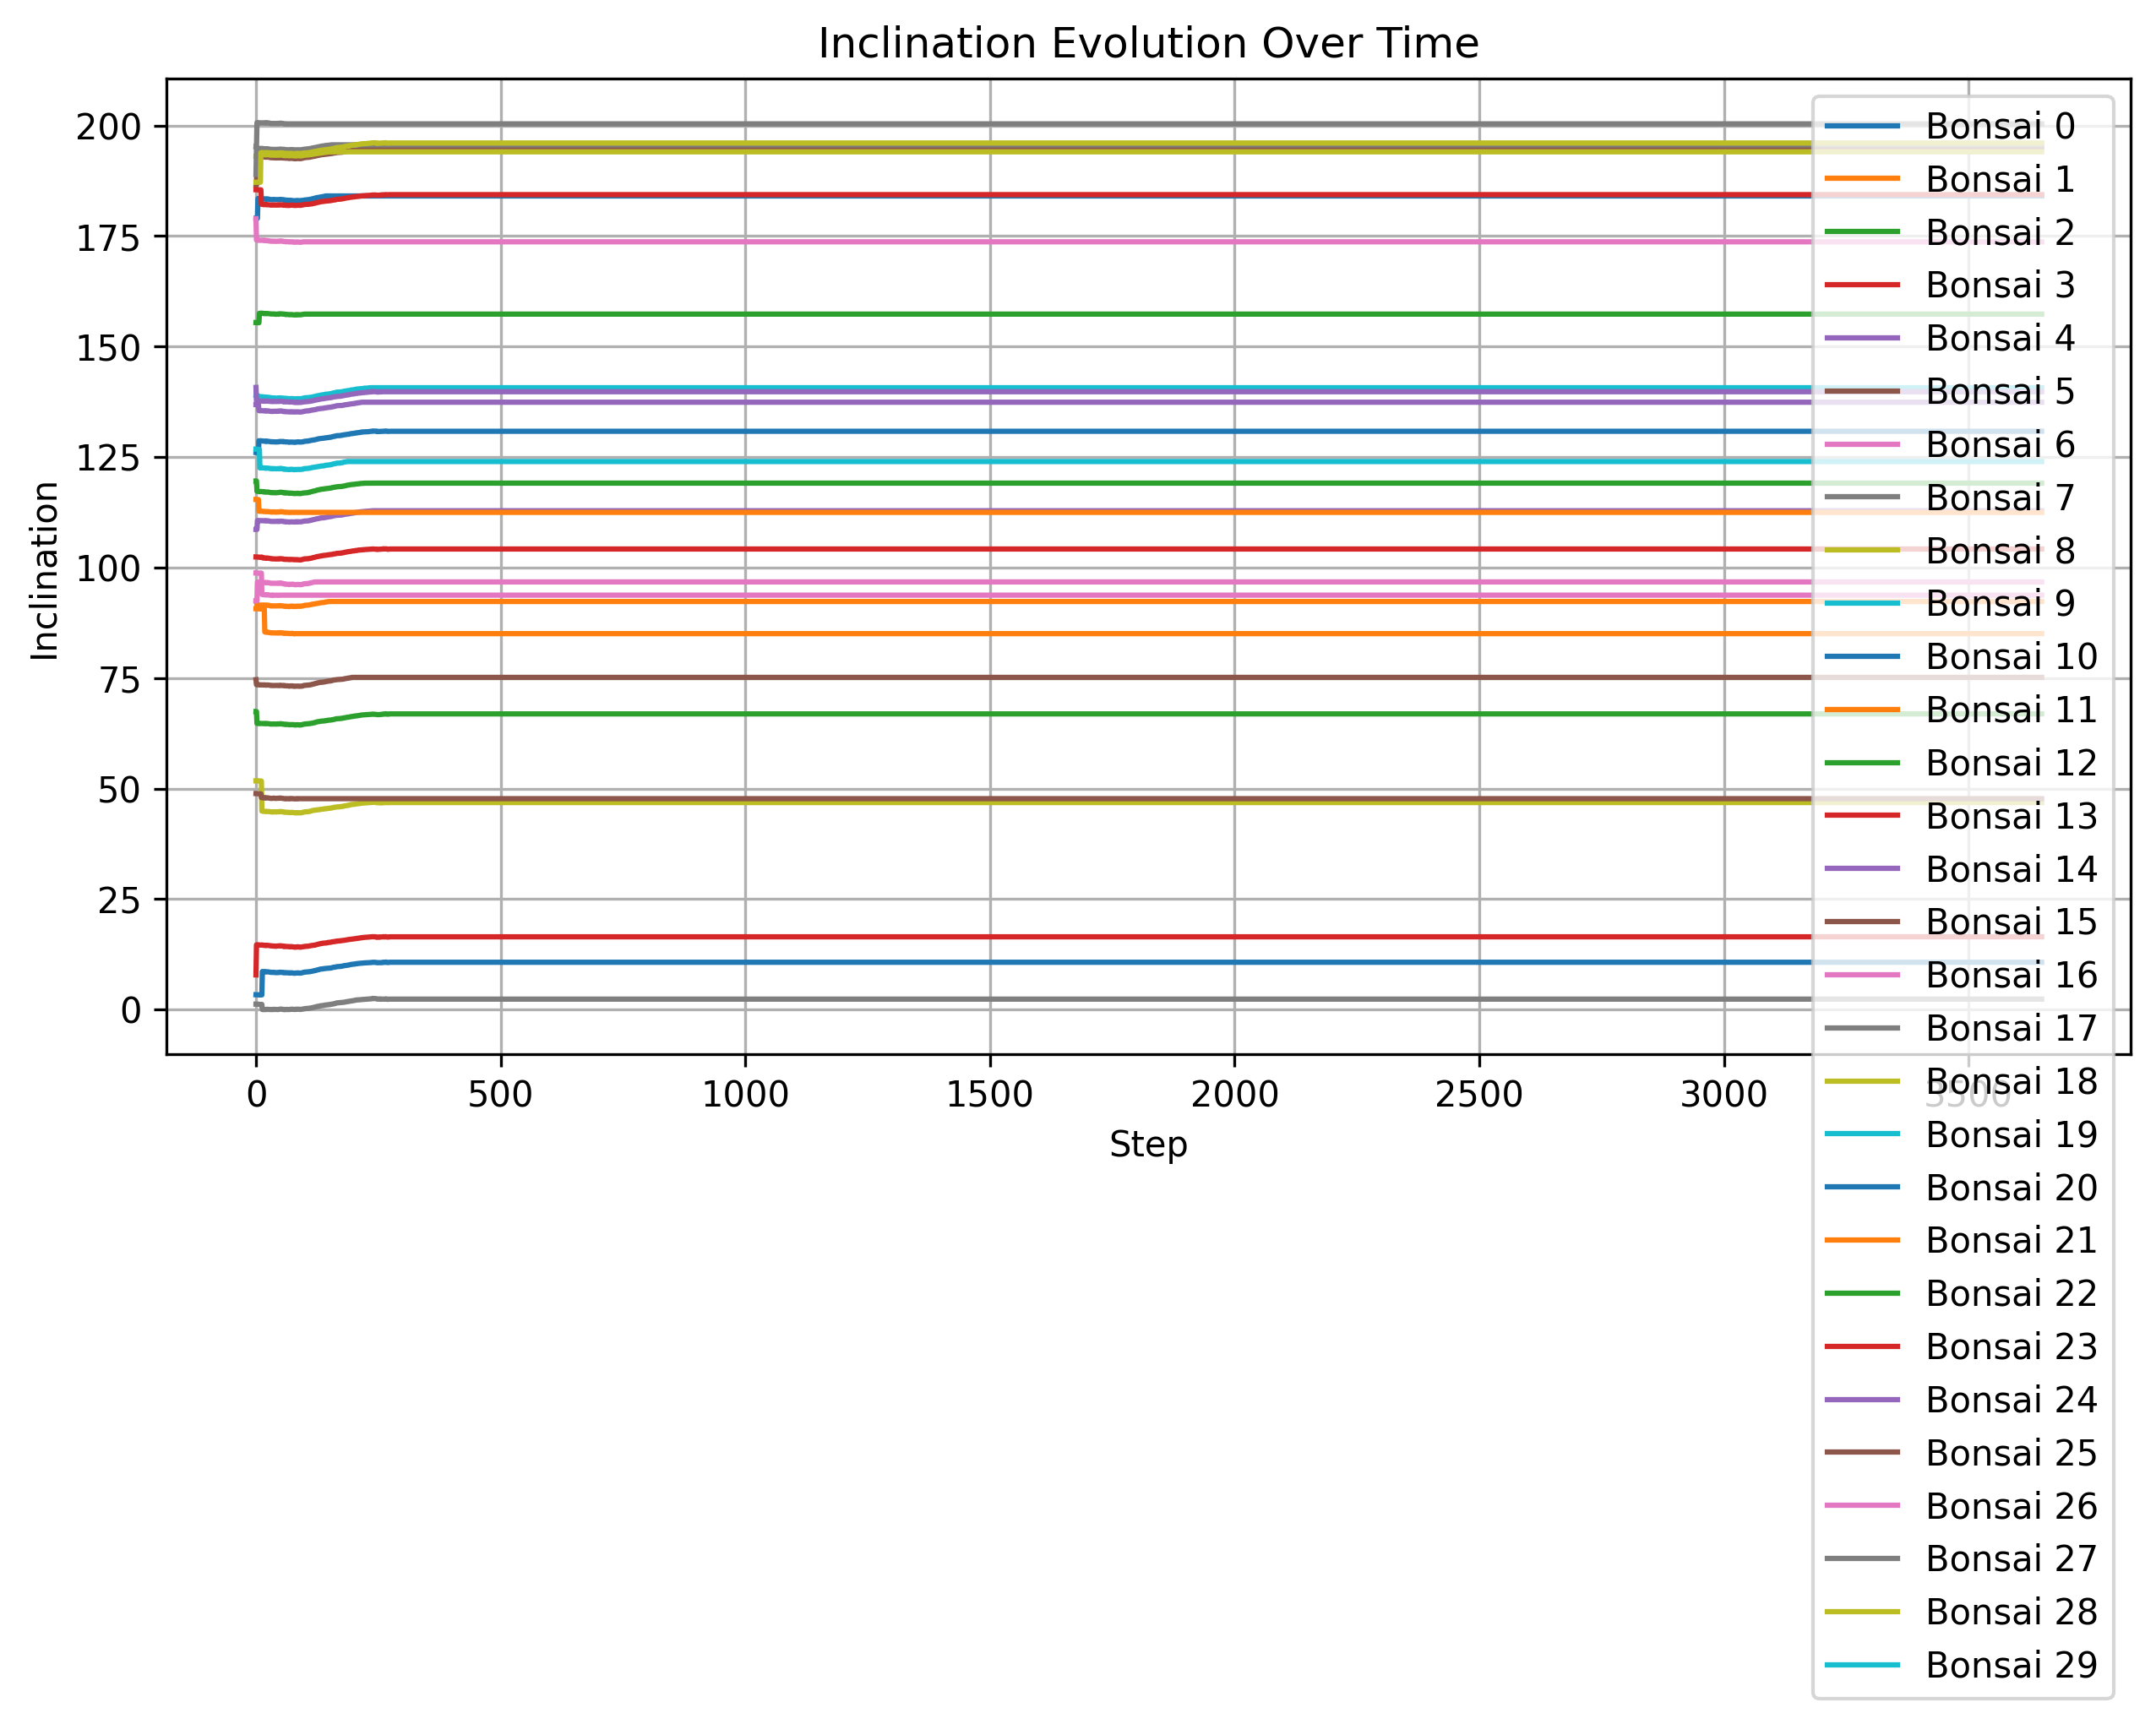 Inclination Evolution Over Time
Inclination
200
175
150
125
100
75
50
25
0
0
500
1000
1500
2000
2500
3000
3500
Step
Bonsai 0
Bonsai 1
Bonsai 2
Bonsai 3
Bonsai 4
Bonsai 5
Bonsai 6
Bonsai 7
Bonsai 8
Bonsai 9
Bonsai 10
Bonsai 11
Bonsai 12
Bonsai 13
Bonsai 14
Bonsai 15
Bonsai 16
Bonsai 17
Bonsai 18
Bonsai 19
Bonsai 20
Bonsai 21
Bonsai 22
Bonsai 23
Bonsai 24
Bonsai 25
Bonsai 26
Bonsai 27
Bonsai 28
Bonsai 29